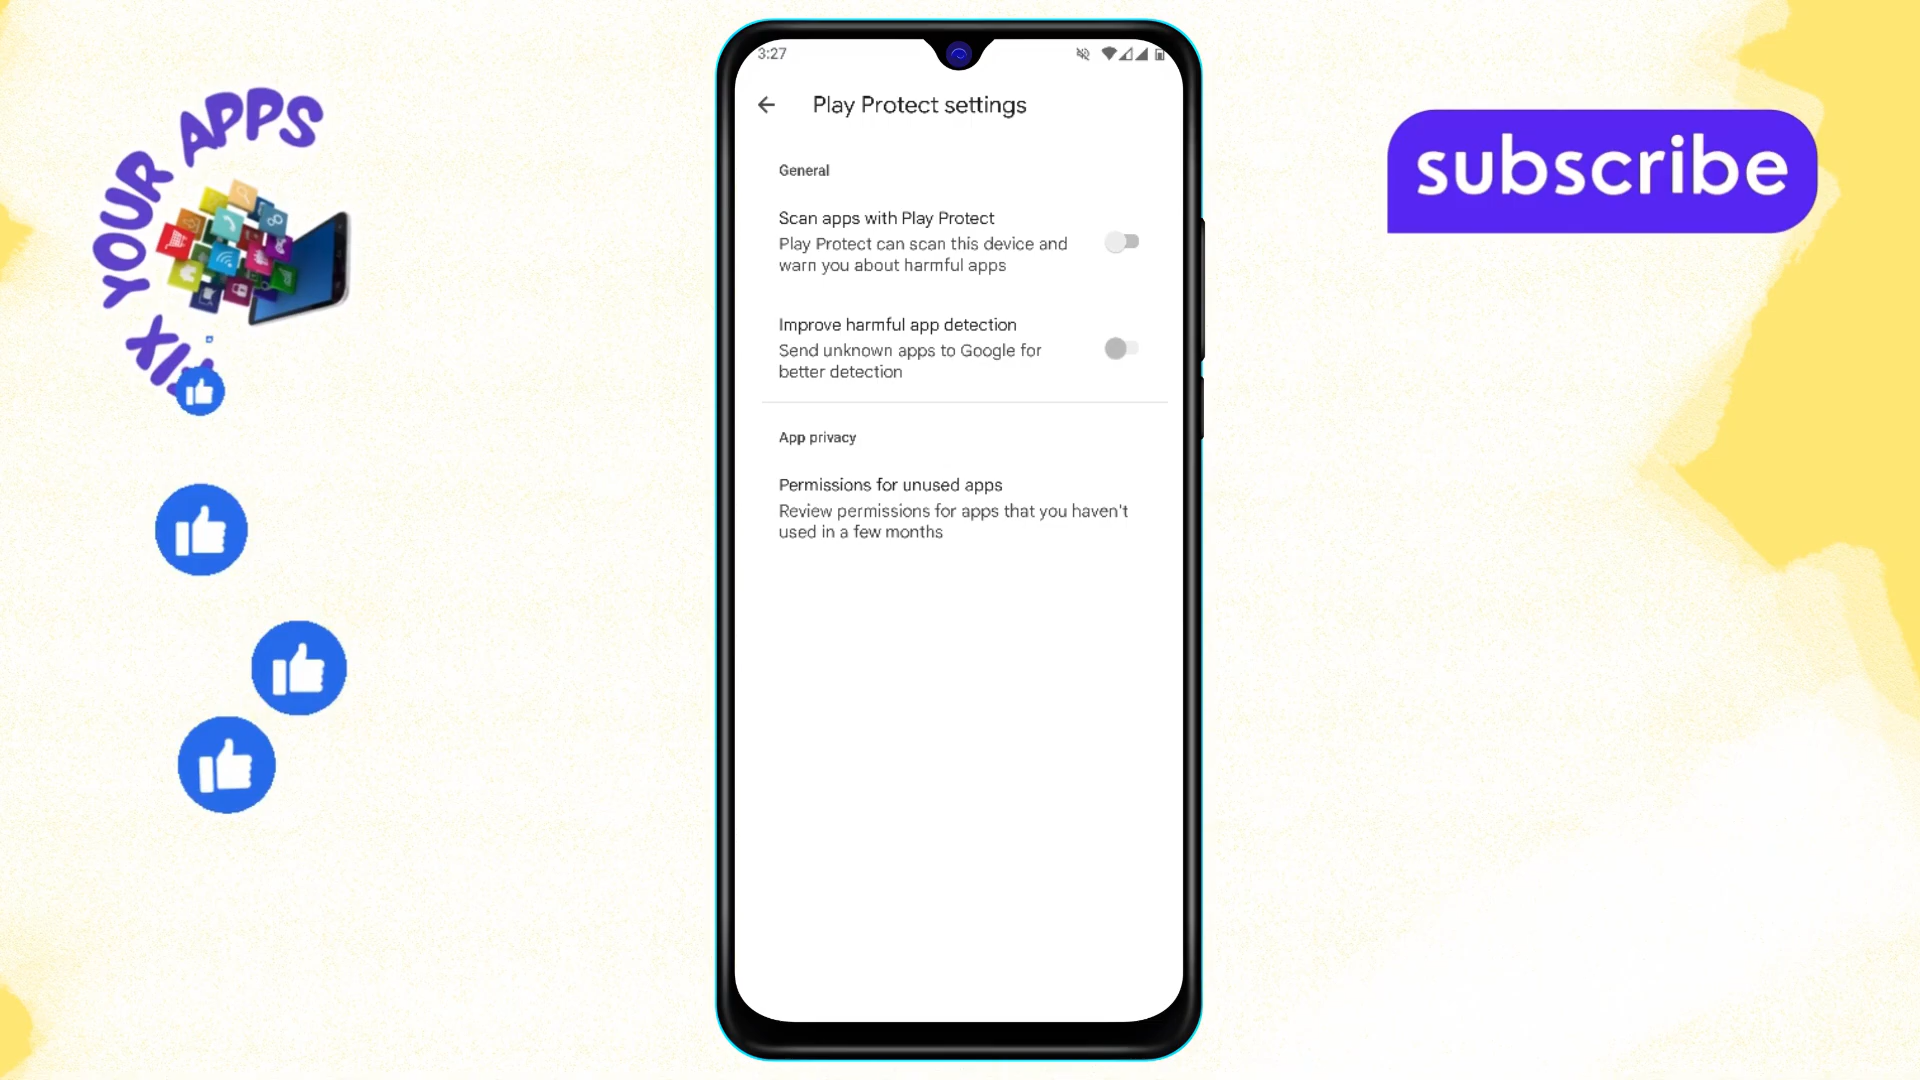 FIX YOUR APPS
3:27
Play Protect settings
General
Scan apps with Play Protect
Play Protect can scan this device and
warn you about harmful apps
Improve harmful app detection
Send unknown apps to Google for
better detection
App privacy
Permissions for unused apps
Review permissions for apps that you haven't
used in a few months
subscribe